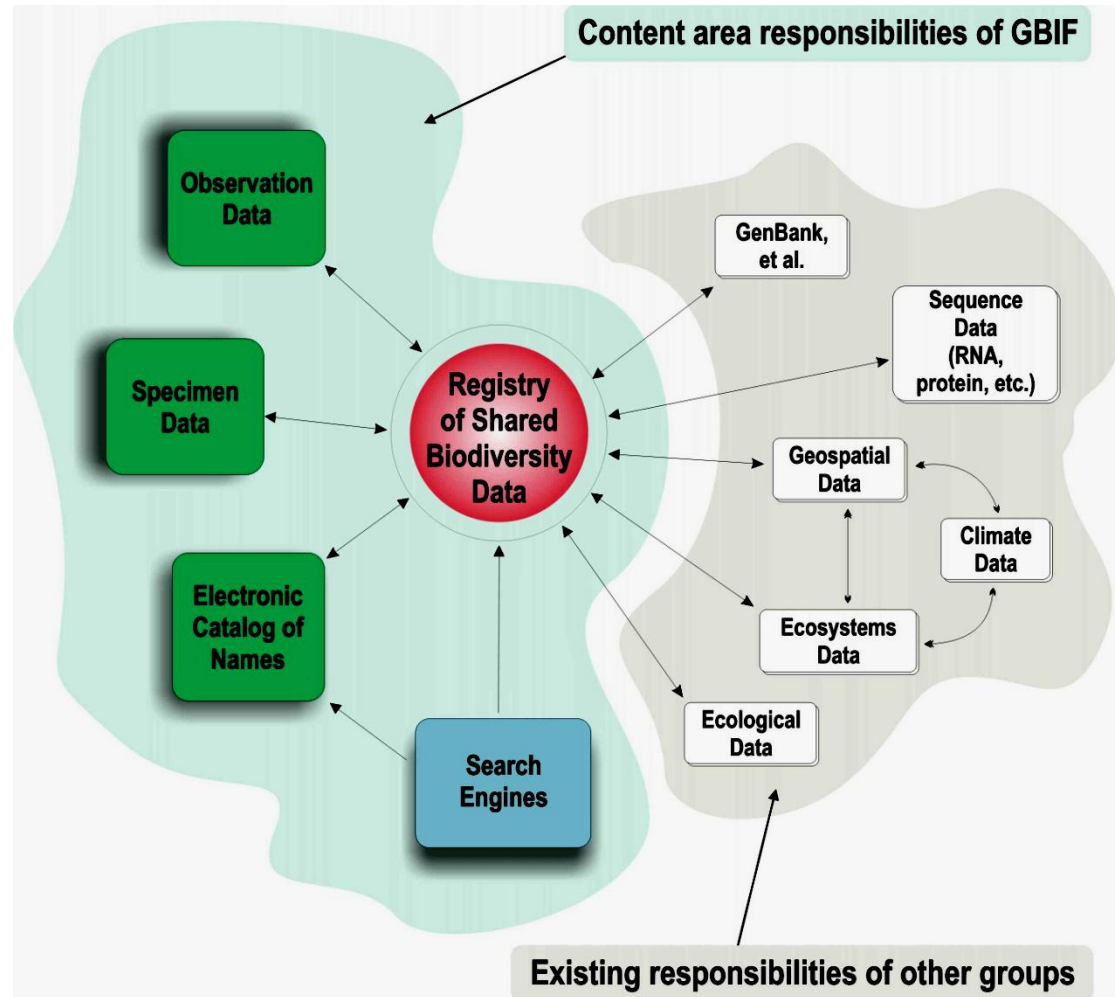 Content area responsibilities of GBIF
Observation
Data
GenBank,
et al.
Sequence
Data
(RNA,
protein, etc.)
Specimen
Data
Registry
of Shared
Biodiversity
Data
Geospatial
Data
Climate
Data
Electronic
Catalog of
Names
Ecosystems
Data
Ecological
Data
Search
Engines
Existing responsibilities of other groups